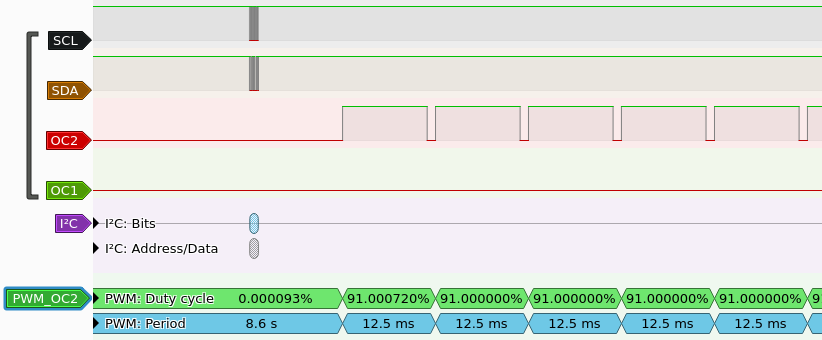 SCL
SDA
OC2
OC1
I²C
I²C: Bits
I²C: Address/Data
PWM_OC2
PWM: Duty cycle 0.000093% 91.000720% 91.000000% 91.000000% 91.000000% 91.000000% 9
PWM: Period 8.6 s 12.5 ms 12.5 ms 12.5 ms 12.5 ms 12.5 ms